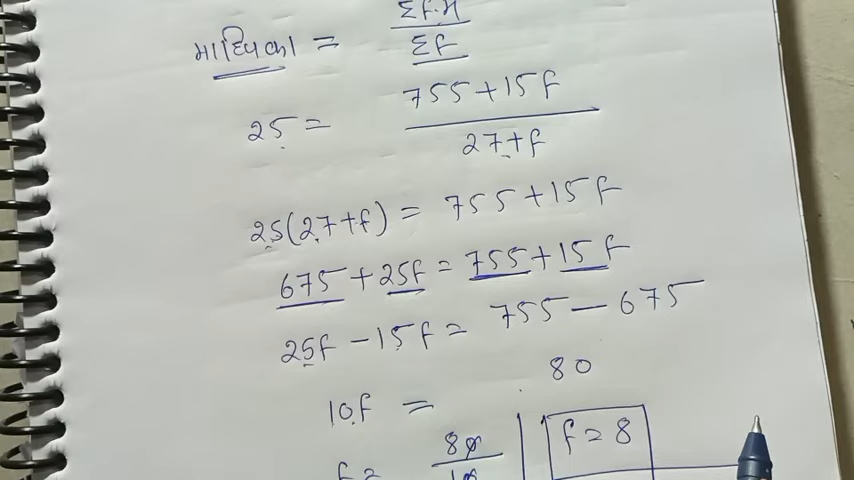 माध्यिका = Σf.x / Σf
25 = 755+15f / 27+f
25(27+f) = 755+15f
675+25f = 755+15f
25f-15f = 755-675
10f = 80
f = 80/10 | f=8